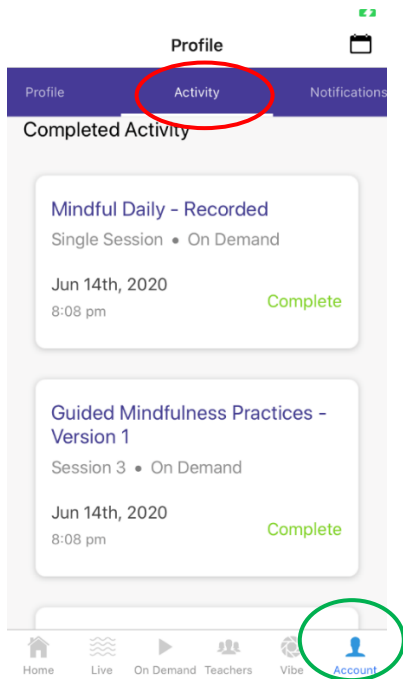 Profile
Profile Activity Notifications
Completed Activity
Mindful Daily - Recorded
Single Session • On Demand
Jun 14th, 2020
8:08 pm
Complete
Guided Mindfulness Practices -
Version 1
Session 3 • On Demand
Jun 14th, 2020
8:08 pm
Complete
Home Live On Demand Teachers Vibe Account